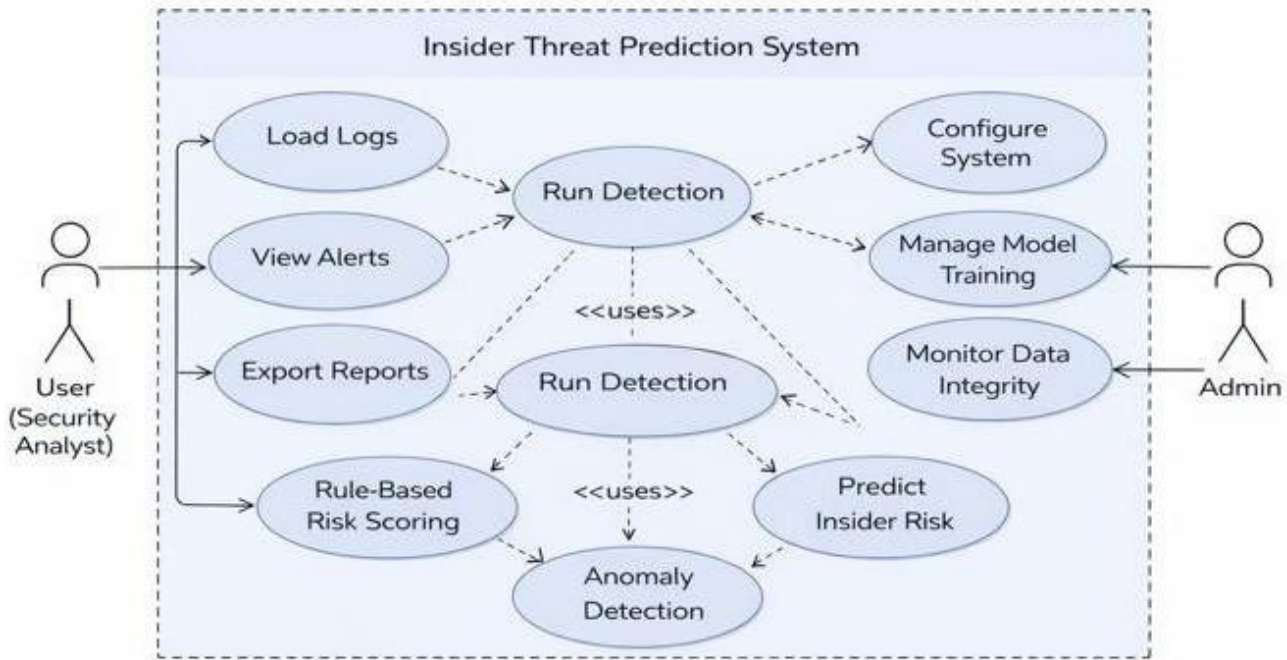 Insider Threat Prediction System
Load Logs
Configure
System
Run Detection
View Alerts
Manage Model
Training
<<uses>>
Export Reports
Run Detection
Monitor Data
Integrity
User
(Security
Analyst)
Admin
Rule-Based
Risk Scoring
<<uses>>
Predict
Insider Risk
Anomaly
Detection